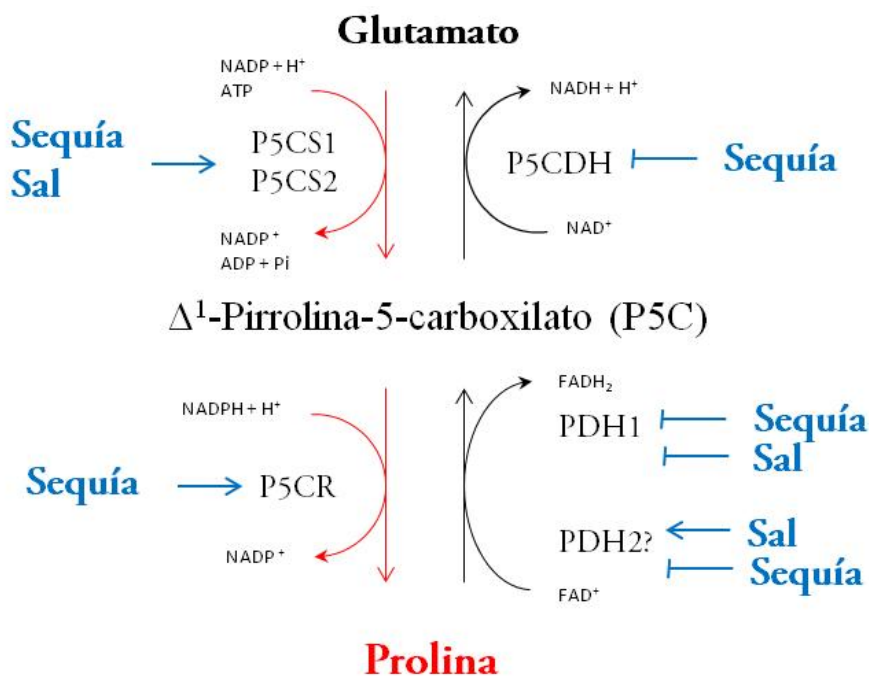 Glutamato
NADP + H⁺
ATP
Sequía
Sal
P5CS1
P5CS2
NADP⁺
ADP + Pi
NADH + H⁺
P5CDH
Sequía
NAD⁺
Δ¹-Pirrolina-5-carboxilato (P5C)
NADPH + H⁺
Sequía
P5CR
NADP⁺
FADH₂
PDH1
Sequía
Sal
PDH2?
Sal
Sequía
FAD⁺
Prolina